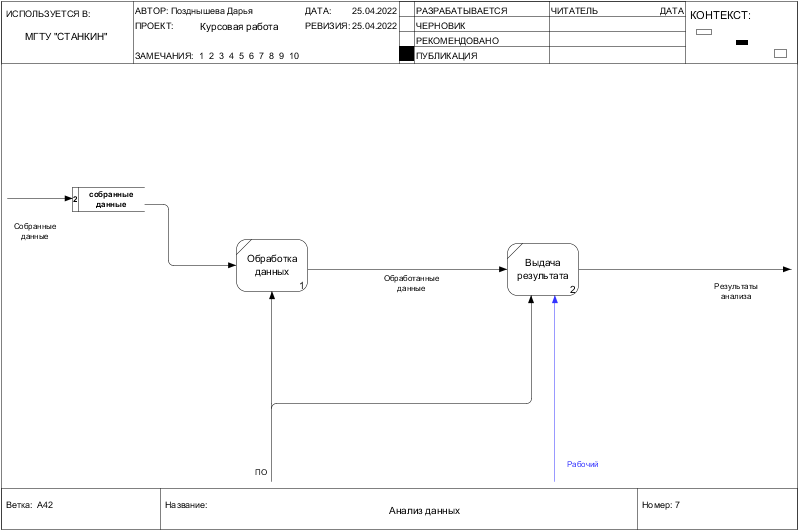 ИСПОЛЬЗУЕТСЯ В:
МГТУ "СТАНКИН"
АВТОР: Позднышева Дарья
ДАТА: 25.04.2022
ПРОЕКТ: Курсовая работа
РЕВИЗИЯ: 25.04.2022
ЗАМЕЧАНИЯ: 1 2 3 4 5 6 7 8 9 10
РАЗРАБАТЫВАЕТСЯ
ЧЕРНОВИК
РЕКОМЕНДОВАНО
ПУБЛИКАЦИЯ
ЧИТАТЕЛЬ ДАТА
КОНТЕКСТ:
2
собранные
данные
Собранные
данные
Обработка
данных
1
Обработанные
данные
Выдача
результата
2
Результаты
анализа
ПО
Рабочий
Ветка: A42
Название:
Анализ данных
Номер: 7